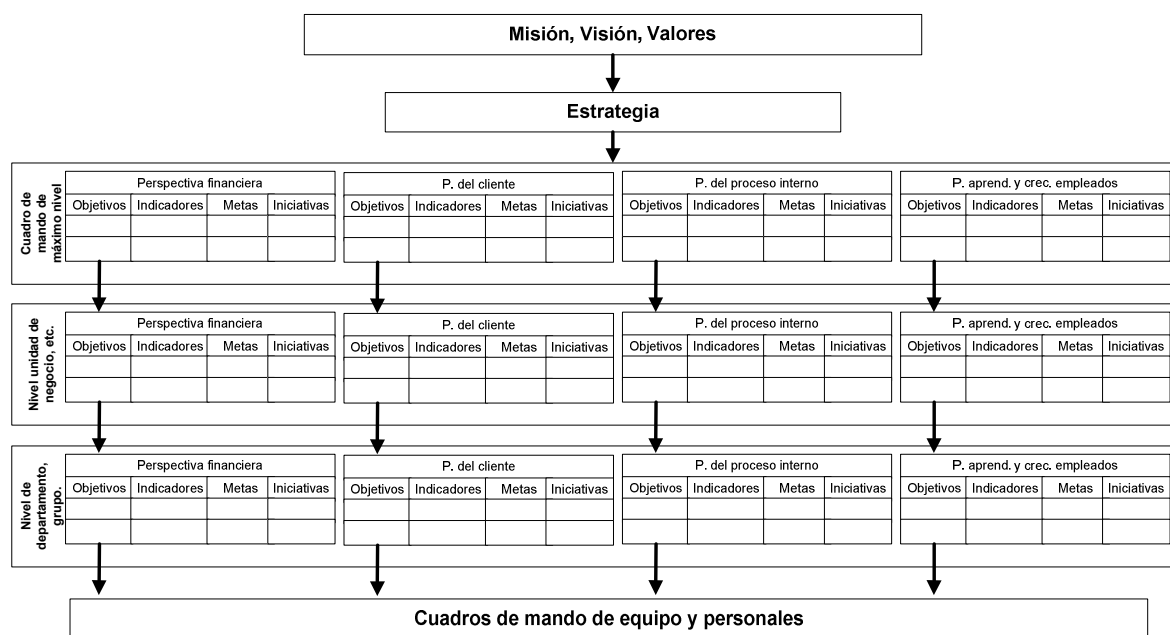 Misión, Visión, Valores
Estrategia
Cuadro de
mando de
máximo nivel
Perspectiva financiera
Objetivos Indicadores Metas Iniciativas
P. del cliente
Objetivos Indicadores Metas Iniciativas
P. del proceso interno
Objetivos Indicadores Metas Iniciativas
P. aprend. y crec. empleados
Objetivos Indicadores Metas Iniciativas
Nivel unidad de
negocio, etc.
Perspectiva financiera
Objetivos Indicadores Metas Iniciativas
P. del cliente
Objetivos Indicadores Metas Iniciativas
P. del proceso interno
Objetivos Indicadores Metas Iniciativas
P. aprend. y crec. empleados
Objetivos Indicadores Metas Iniciativas
Nivel de
departamento,
grupo.
Perspectiva financiera
Objetivos Indicadores Metas Iniciativas
P. del cliente
Objetivos Indicadores Metas Iniciativas
P. del proceso interno
Objetivos Indicadores Metas Iniciativas
P. aprend. y crec. empleados
Objetivos Indicadores Metas Iniciativas
Cuadros de mando de equipo y personales